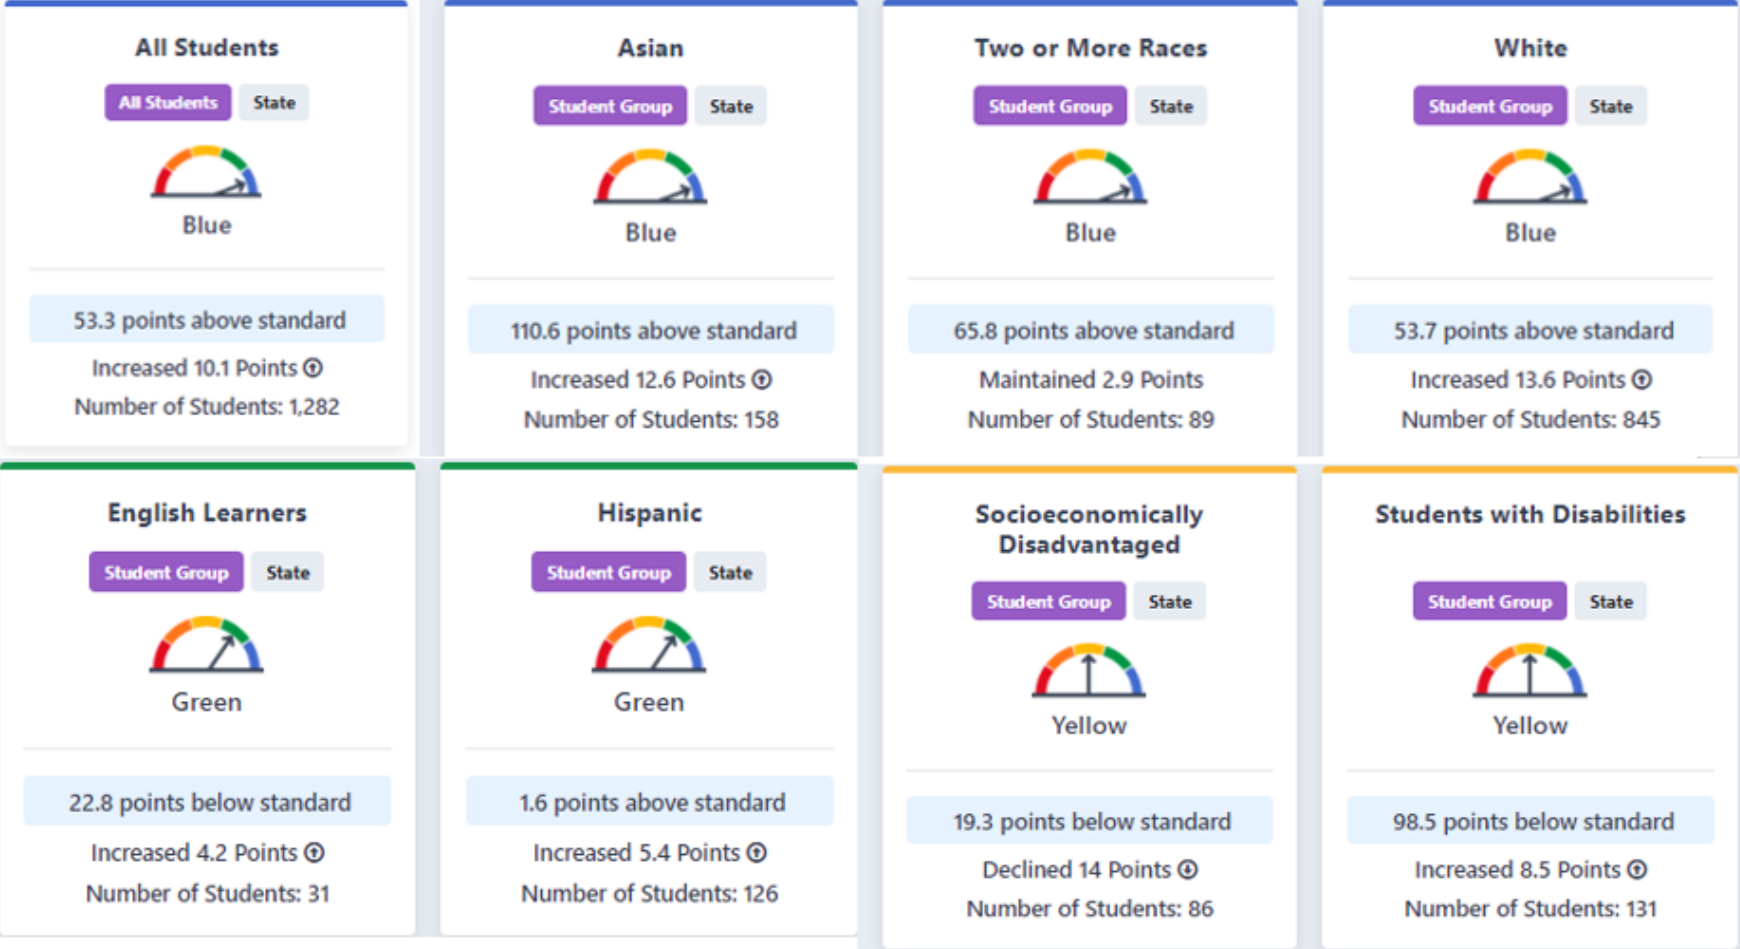 All Students
All Students State
Blue
53.3 points above standard
Increased 10.1 Points
Number of Students: 1,282
Asian
Student Group State
Blue
110.6 points above standard
Increased 12.6 Points
Number of Students: 158
Two or More Races
Student Group State
Blue
65.8 points above standard
Maintained 2.9 Points
Number of Students: 89
White
Student Group State
Blue
53.7 points above standard
Increased 13.6 Points
Number of Students: 845
English Learners
Student Group State
Green
22.8 points below standard
Increased 4.2 Points
Number of Students: 31
Hispanic
Student Group State
Green
1.6 points above standard
Increased 5.4 Points
Number of Students: 126
Socioeconomically
Disadvantaged
Student Group State
Yellow
19.3 points below standard
Declined 14 Points
Number of Students: 86
Students with Disabilities
Student Group State
Yellow
98.5 points below standard
Increased 8.5 Points
Number of Students: 131